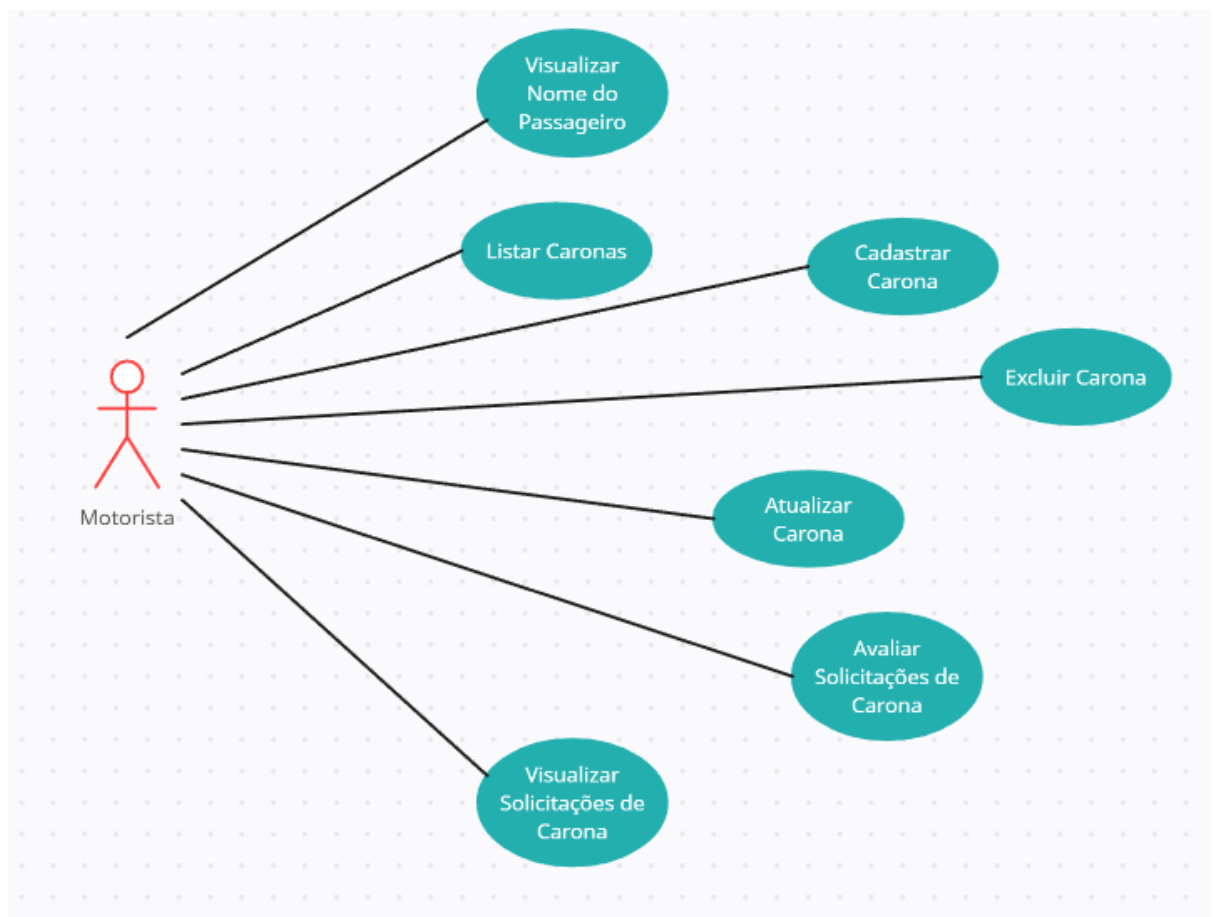 Visualizar
Nome do
Passageiro
Listar Caronas
Cadastrar
Carona
Excluir Carona
Motorista
Atualizar
Carona
Avaliar
Solicitações de
Carona
Visualizar
Solicitações de
Carona